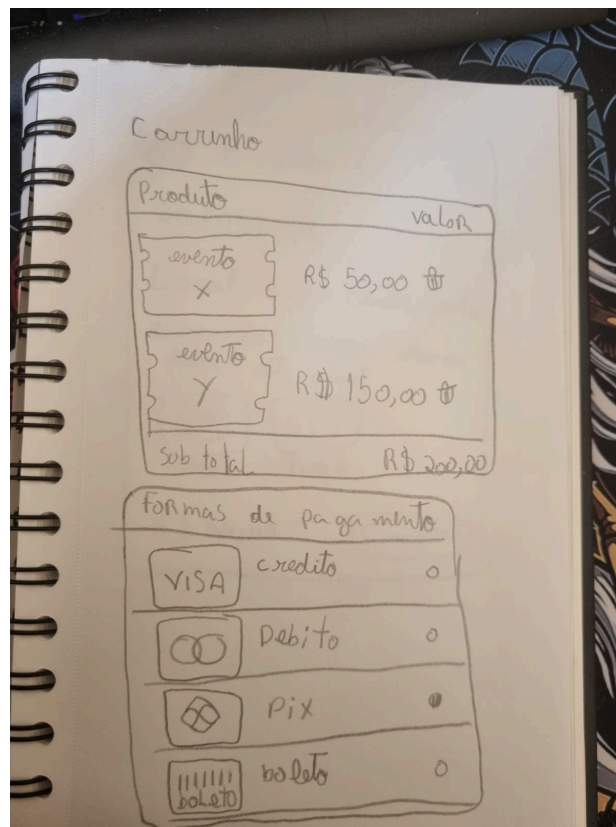 Carrinho
Produto valor
evento
X
R$ 50,00
evento
Y
R$ 150,00
Sub total R$ 200,00
Formas de pagamento
VISA credito
Debito
Pix
boleto
boleto